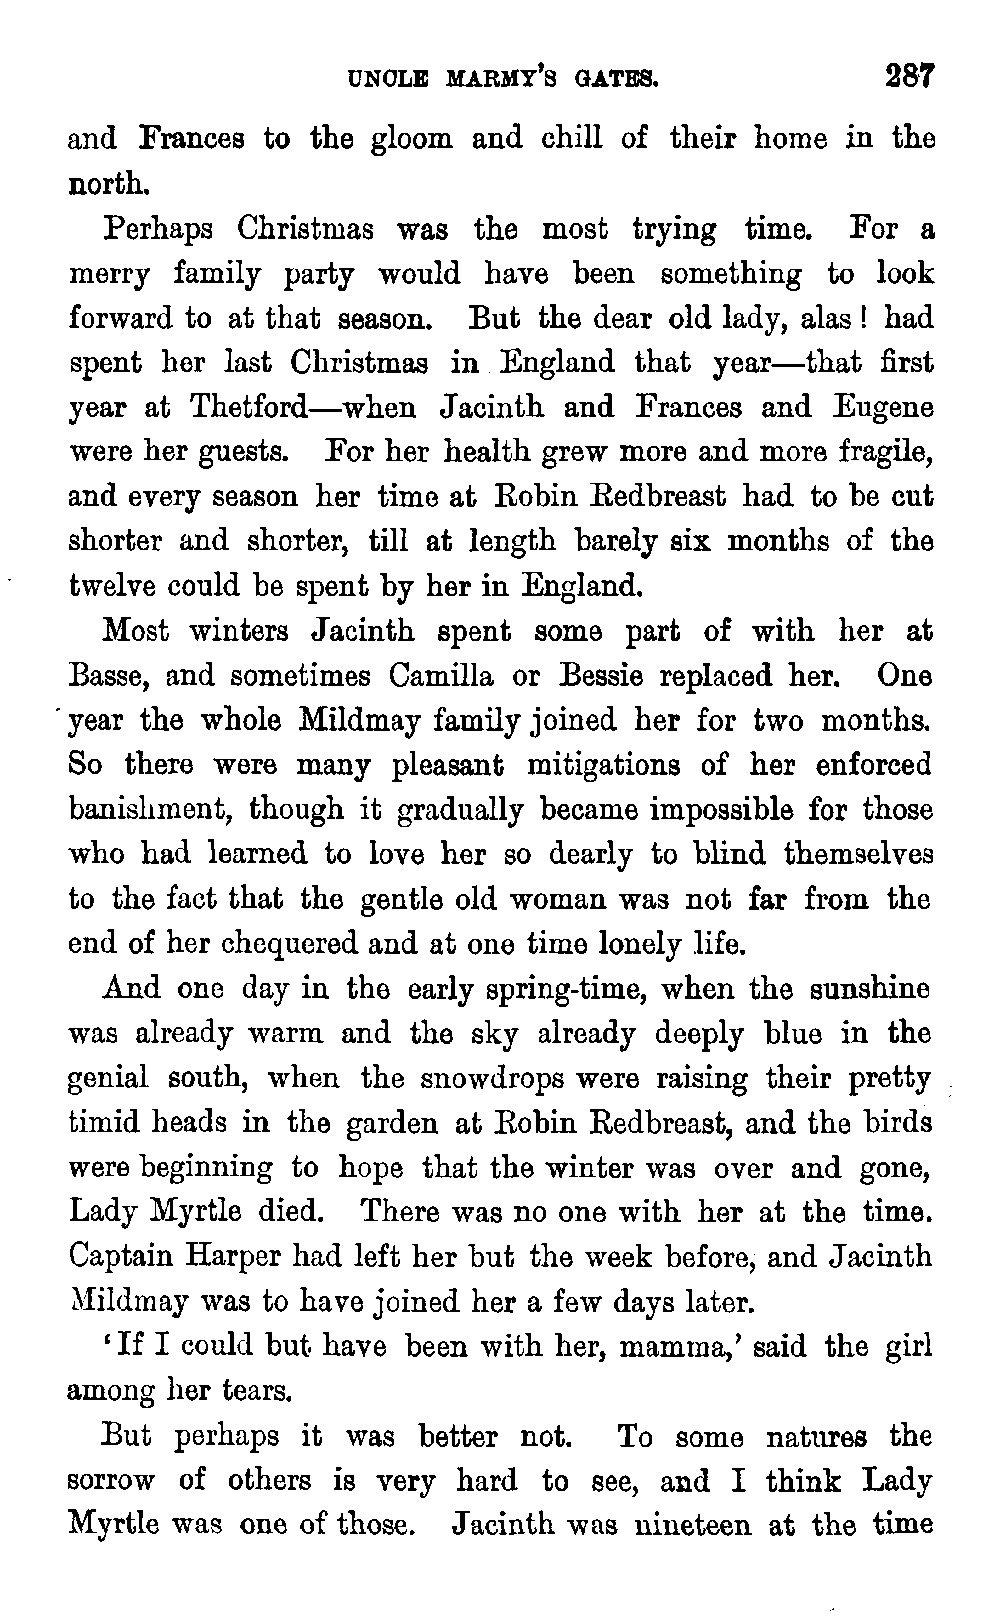 UNCLE MARMY'S GATES. 287
and Frances to the gloom and chill of their home in the
north.
Perhaps Christmas was the most trying time. For a
merry family party would have been something to look
forward to at that season. But the dear old lady, alas! had
spent her last Christmas in England that year—that first
year at Thetford—when Jacinth and Frances and Eugene
were her guests. For her health grew more and more fragile,
and every season her time at Robin Redbreast had to be cut
shorter and shorter, till at length barely six months of the
twelve could be spent by her in England.
Most winters Jacinth spent some part of with her at
Basse, and sometimes Camilla or Bessie replaced her. One
year the whole Mildmay family joined her for two months.
So there were many pleasant mitigations of her enforced
banishment, though it gradually became impossible for those
who had learned to love her so dearly to blind themselves
to the fact that the gentle old woman was not far from the
end of her chequered and at one time lonely life.
And one day in the early spring-time, when the sunshine
was already warm and the sky already deeply blue in the
genial south, when the snowdrops were raising their pretty
timid heads in the garden at Robin Redbreast, and the birds
were beginning to hope that the winter was over and gone,
Lady Myrtle died. There was no one with her at the time.
Captain Harper had left her but the week before, and Jacinth
Mildmay was to have joined her a few days later.
'If I could but have been with her, mamma,' said the girl
among her tears.
But perhaps it was better not. To some natures the
sorrow of others is very hard to see, and I think Lady
Myrtle was one of those. Jacinth was nineteen at the time